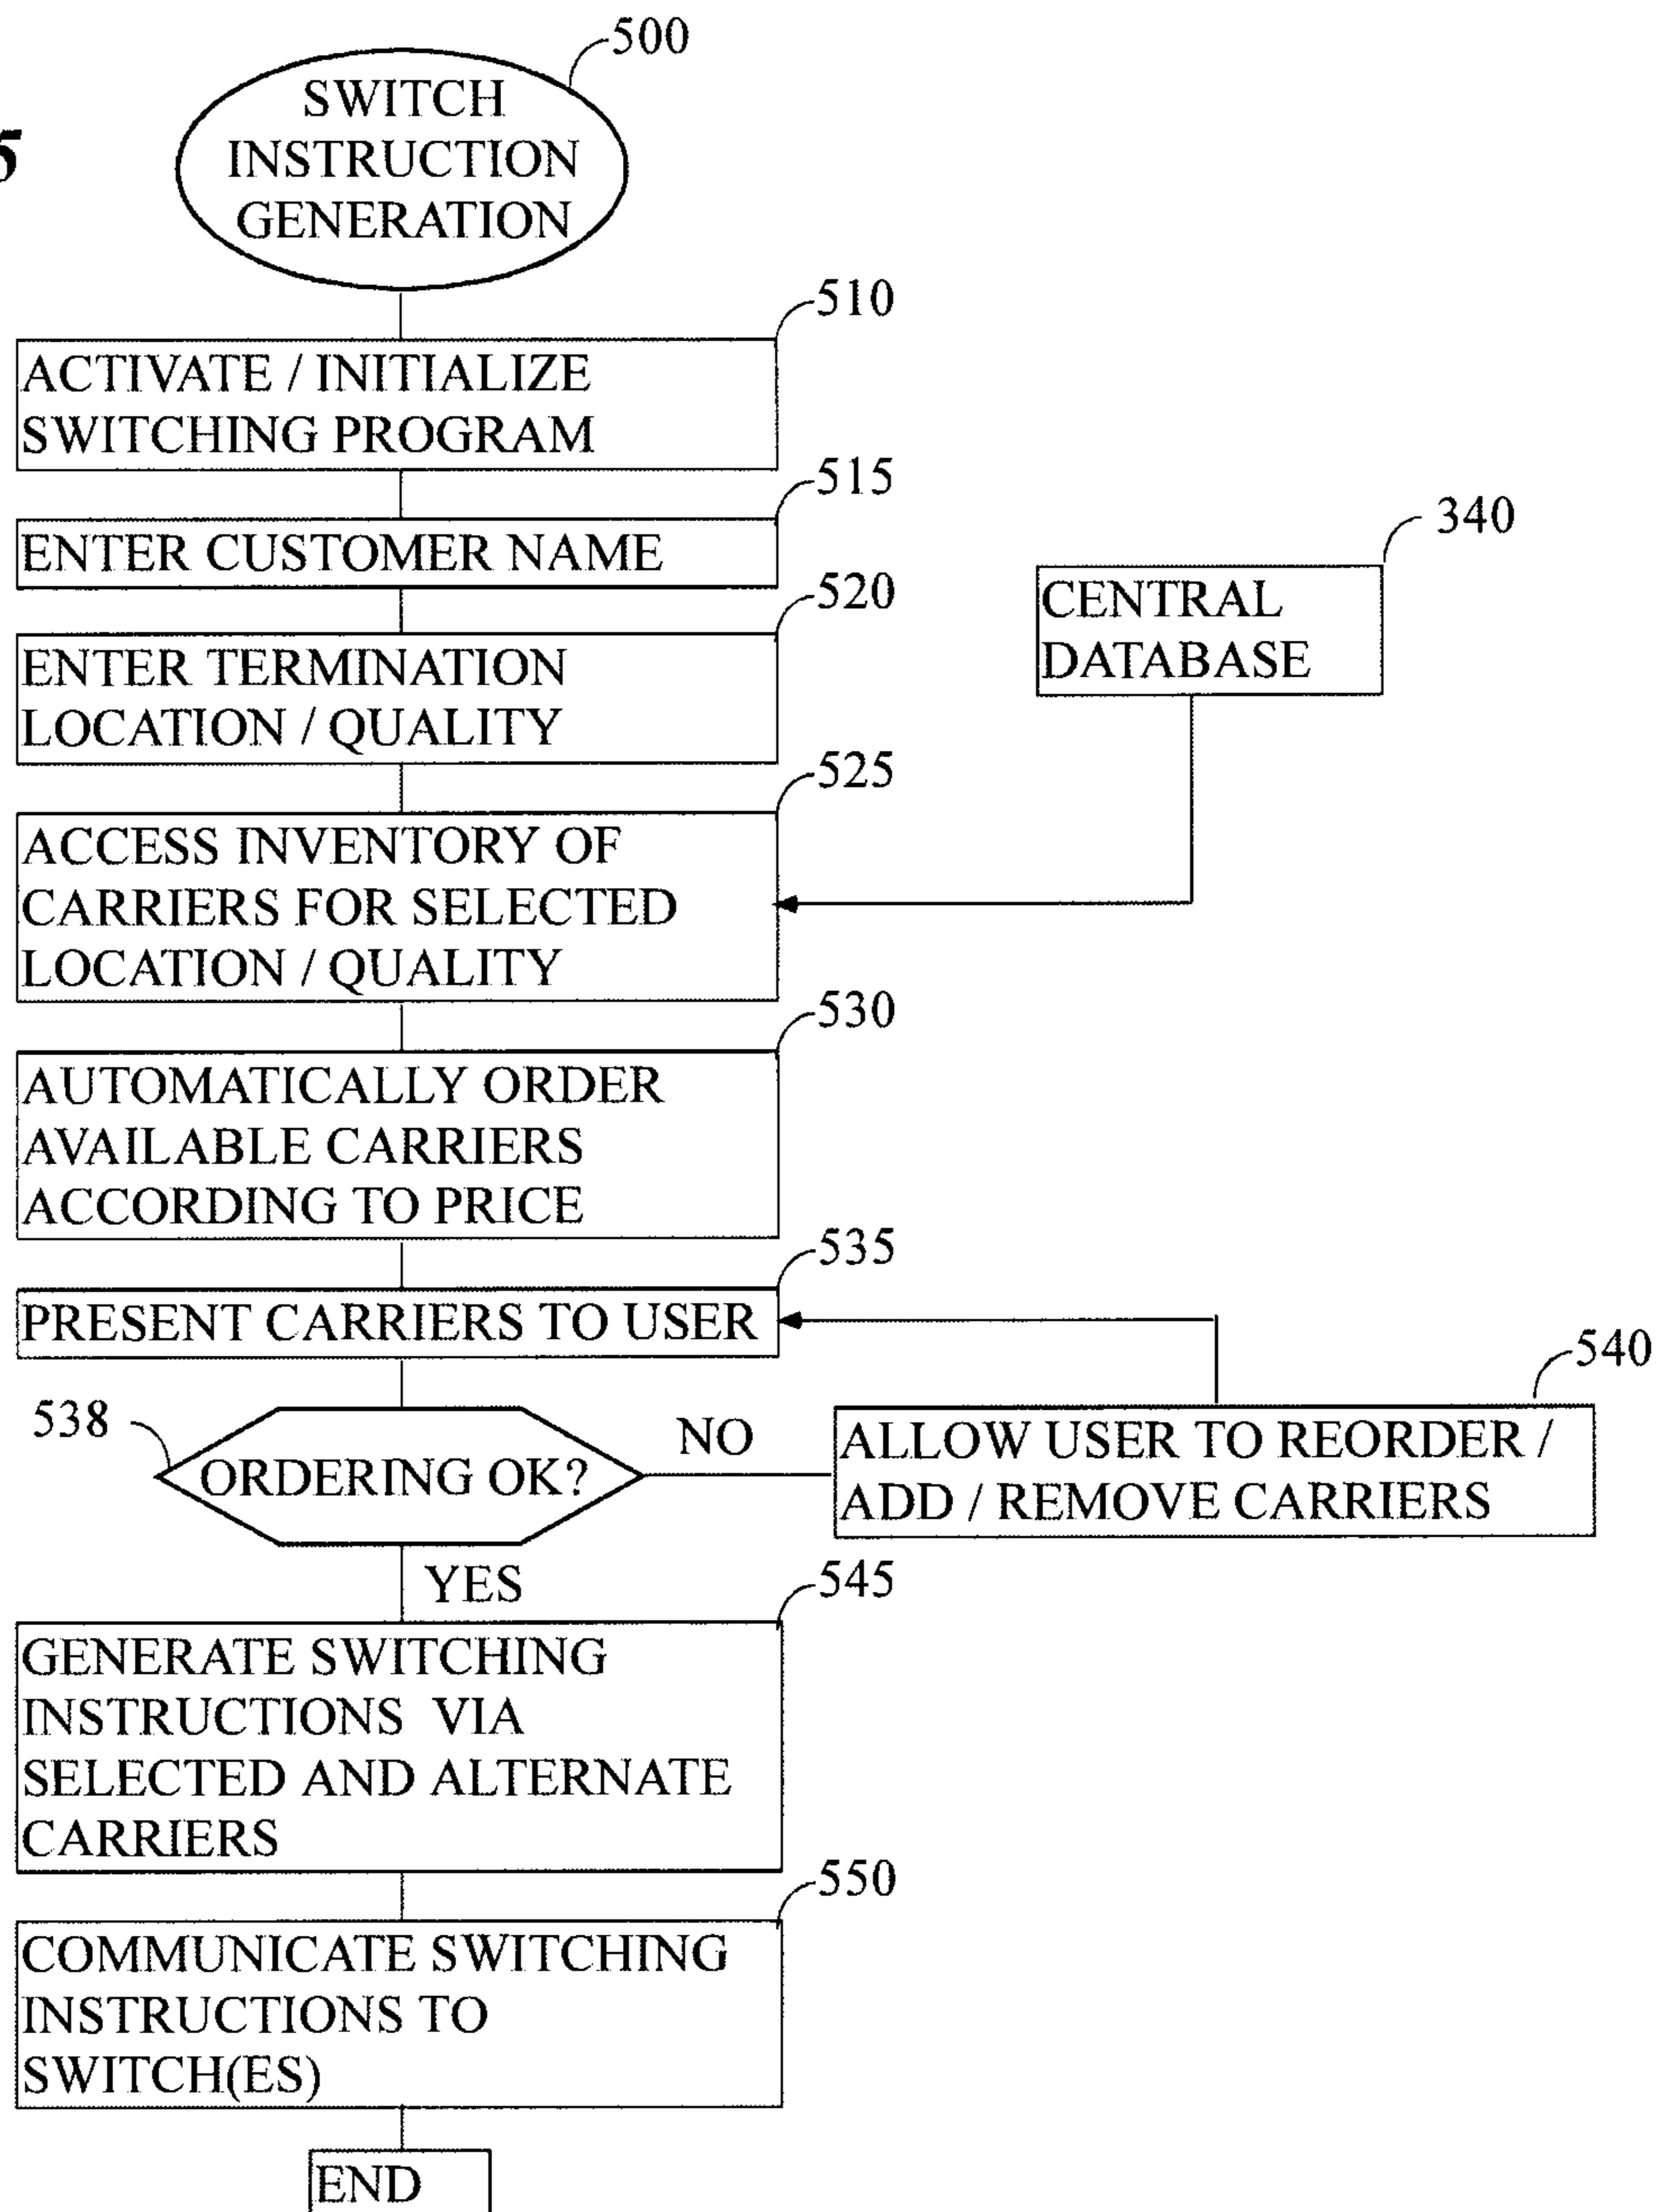 5
500
SWITCH
INSTRUCTION
GENERATION
510
ACTIVATE / INITIALIZE
SWITCHING PROGRAM
515
ENTER CUSTOMER NAME
340
CENTRAL
DATABASE
520
ENTER TERMINATION
LOCATION / QUALITY
525
ACCESS INVENTORY OF
CARRIERS FOR SELECTED
LOCATION / QUALITY
530
AUTOMATICALLY ORDER
AVAILABLE CARRIERS
ACCORDING TO PRICE
535
PRESENT CARRIERS TO USER
538
ORDERING OK?
NO
540
ALLOW USER TO REORDER /
ADD / REMOVE CARRIERS
YES
545
GENERATE SWITCHING
INSTRUCTIONS VIA
SELECTED AND ALTERNATE
CARRIERS
550
COMMUNICATE SWITCHING
INSTRUCTIONS TO
SWITCH(ES)
END